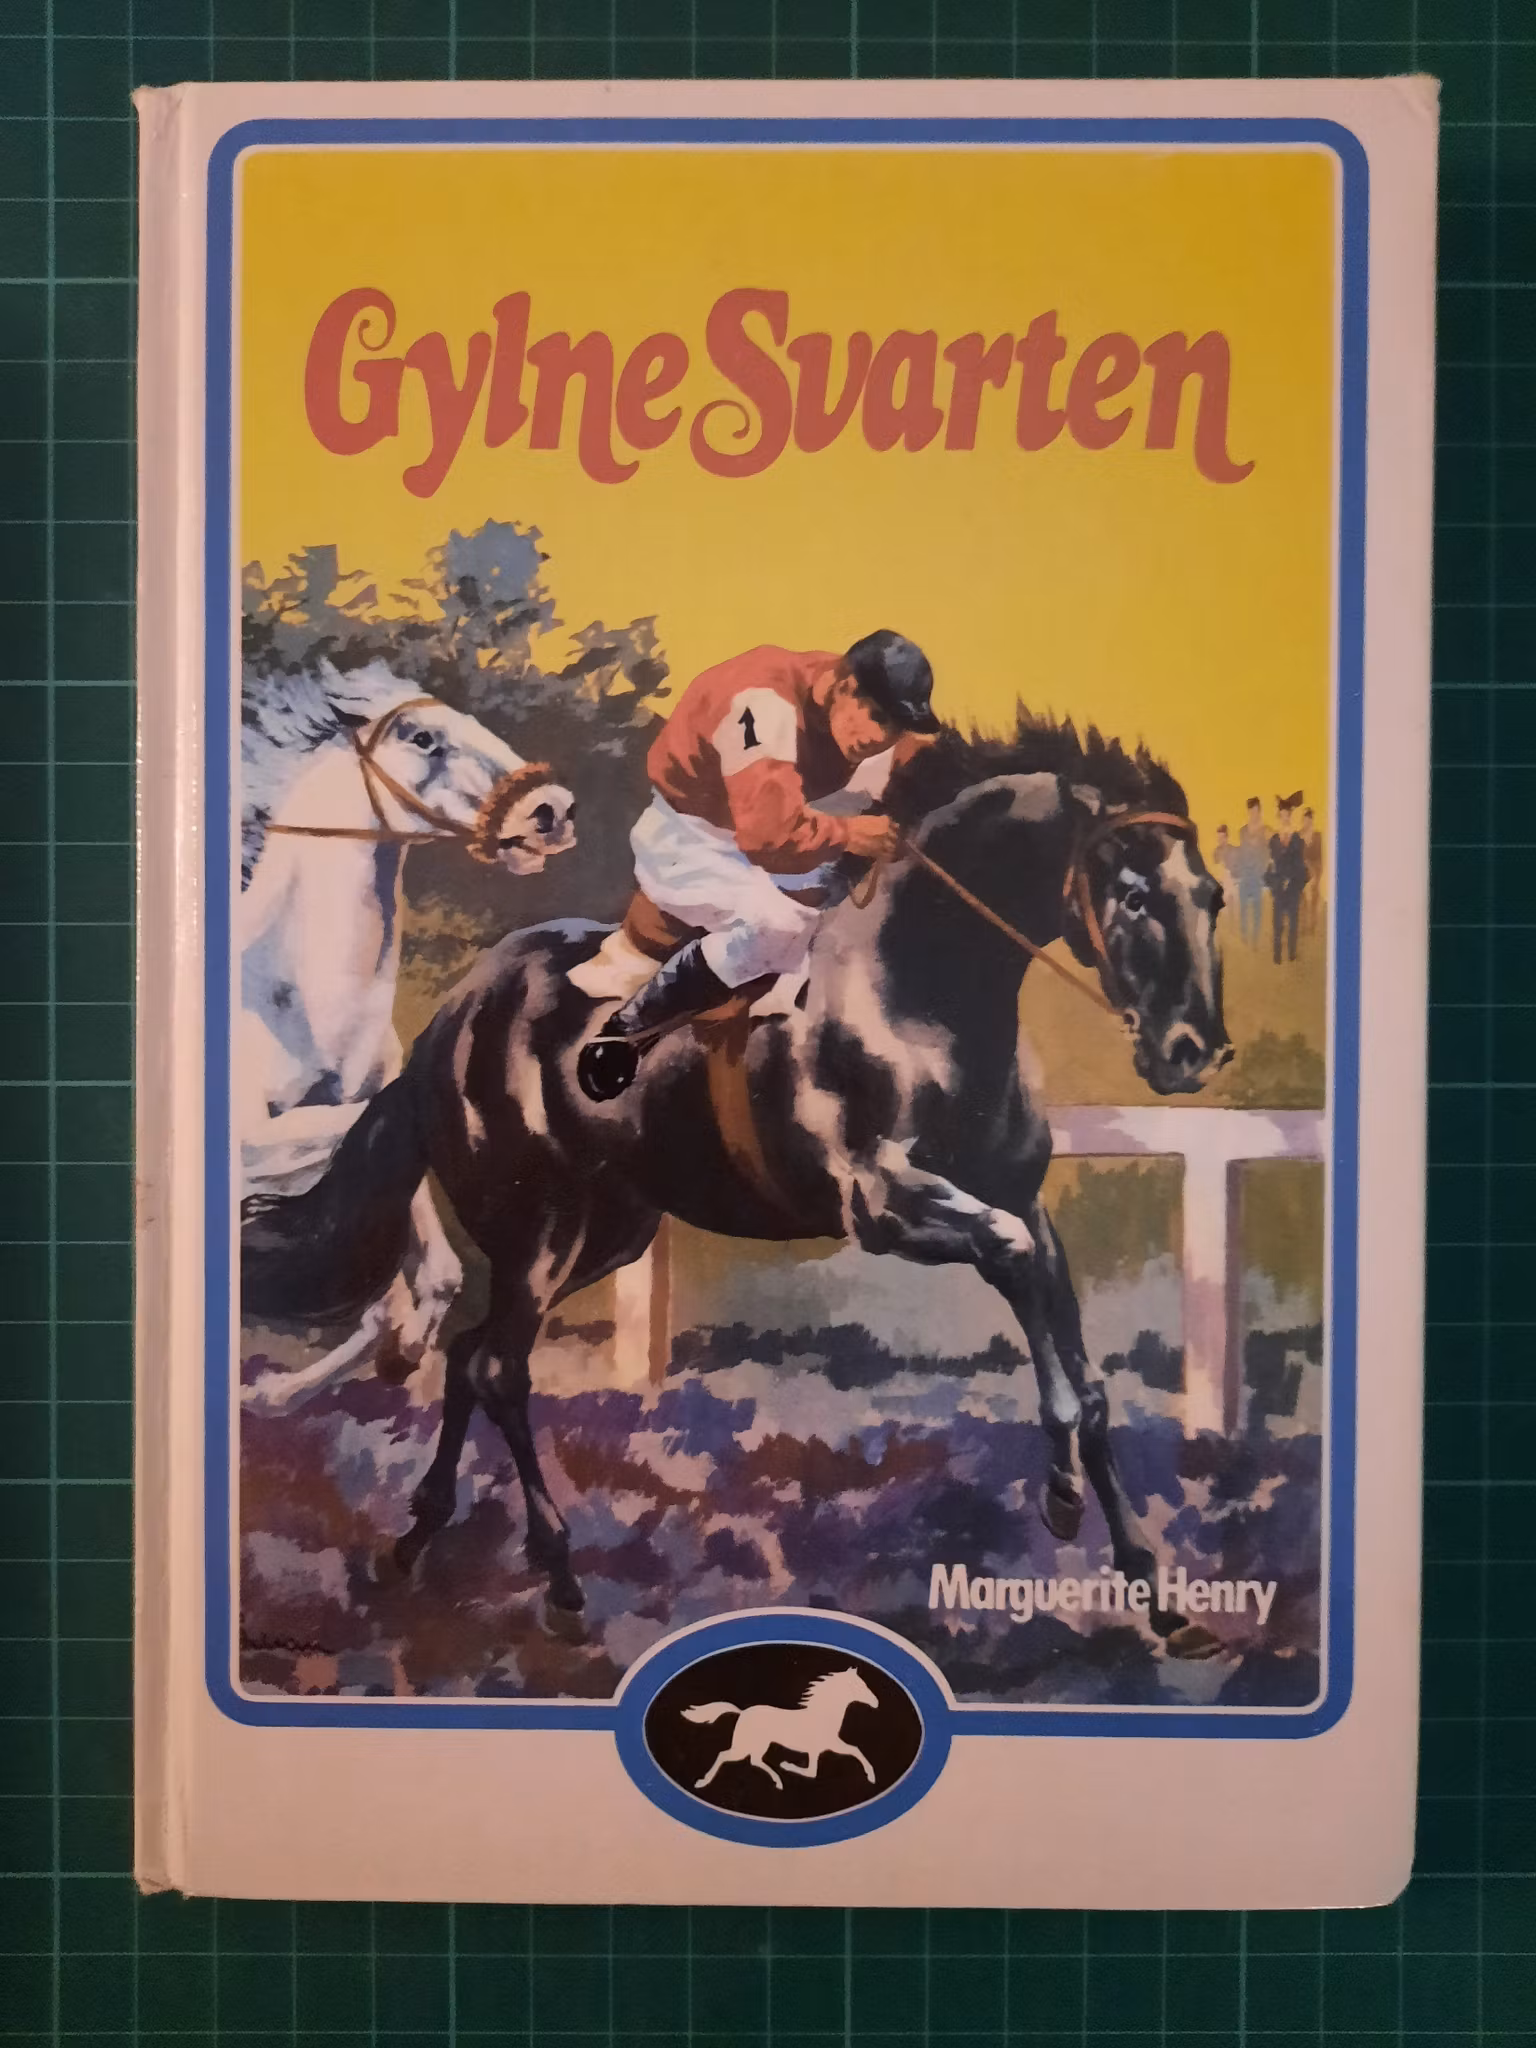 Gylne Svarten
1
Marguerite Henry